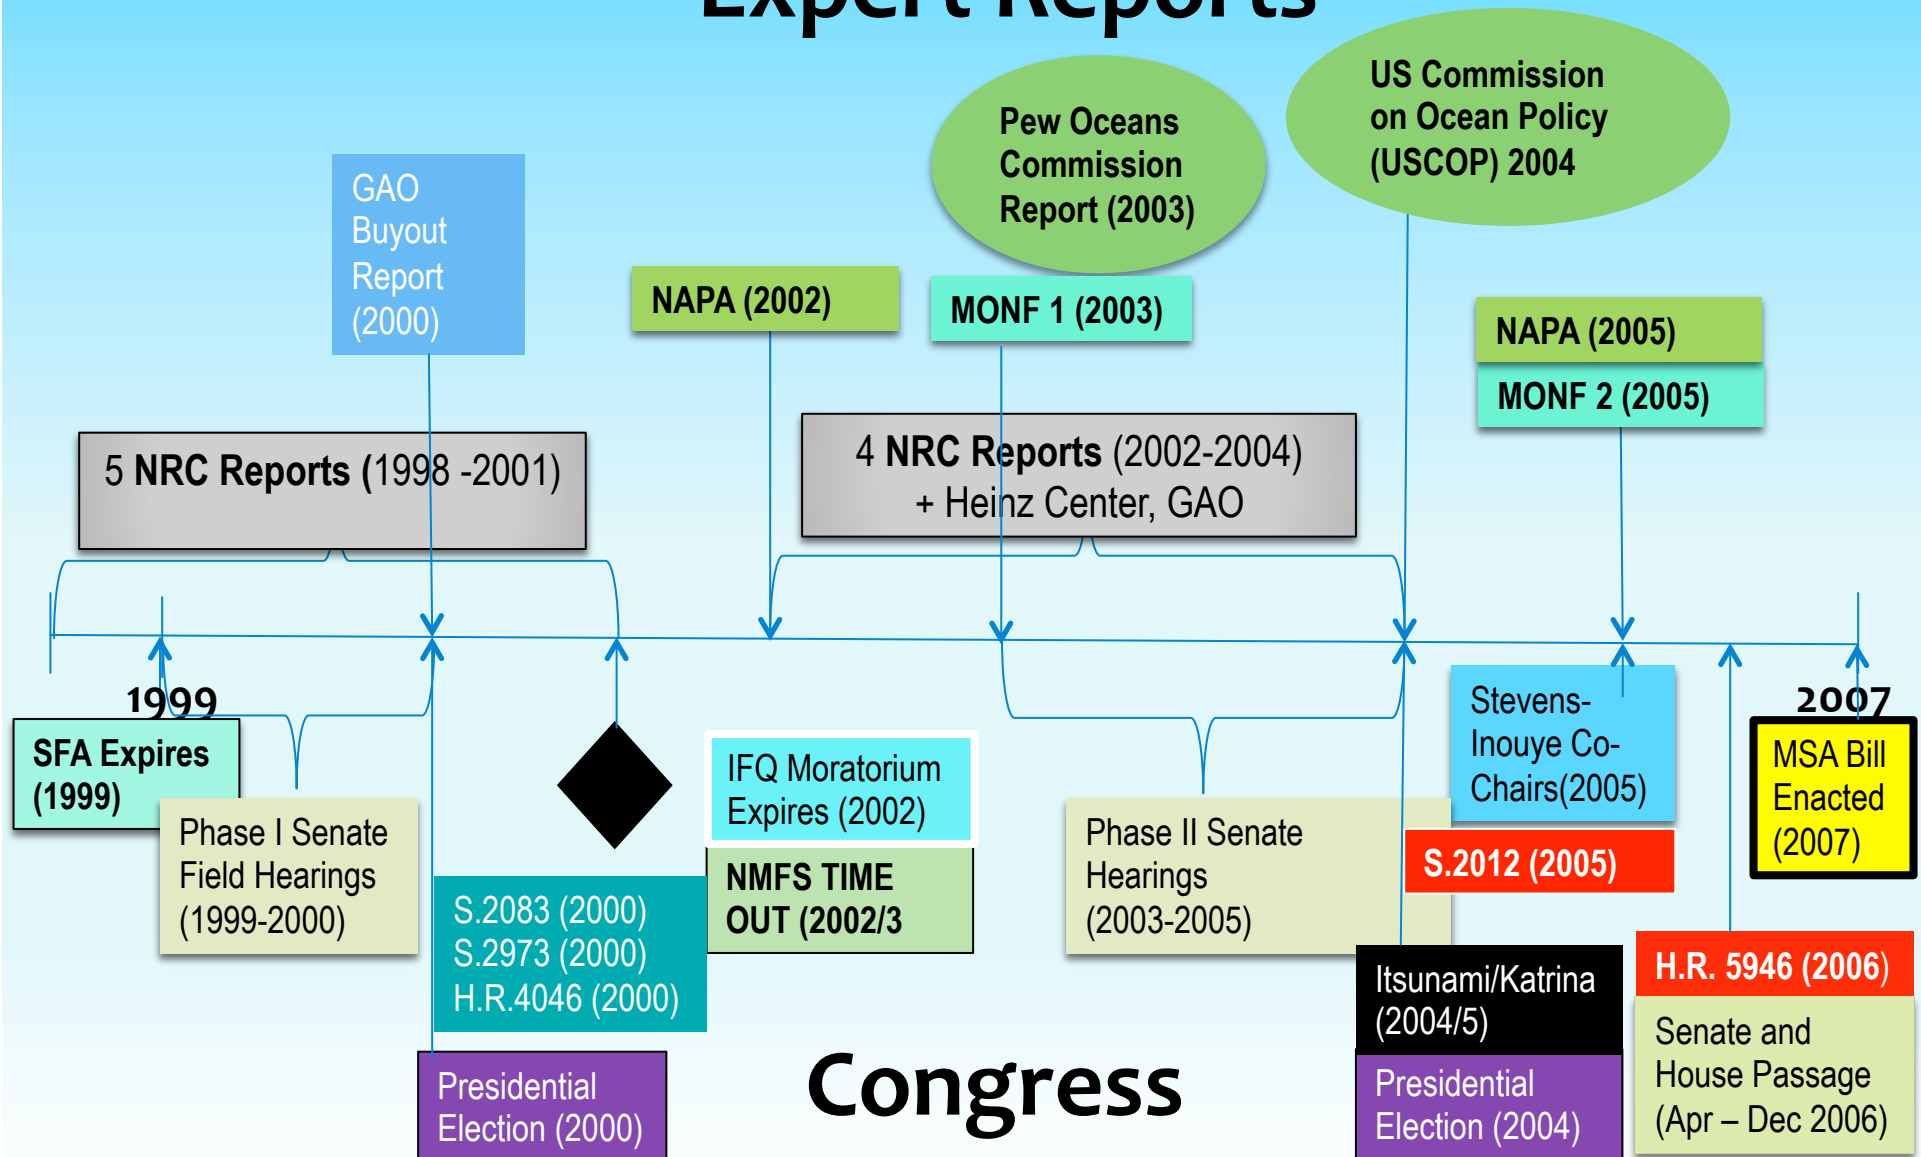 Expert Reports
US Commission
on Ocean Policy
(USCOP) 2004
Pew Oceans
Commission
Report (2003)
GAO
Buyout
Report
(2000)
NAPA (2002)
MONF 1 (2003)
NAPA (2005)
MONF 2 (2005)
5 NRC Reports (1998 -2001)
4 NRC Reports (2002-2004)
+ Heinz Center, GAO
1999
2007
SFA Expires
(1999)
Phase I Senate
Field Hearings
(1999-2000)
S.2083 (2000)
S.2973 (2000)
H.R.4046 (2000)
Presidential
Election (2000)
IFQ Moratorium
Expires (2002)
NMFS TIME
OUT (2002/3
Phase II Senate
Hearings
(2003-2005)
Stevens-
Inouye Co-
Chairs(2005)
S.2012 (2005)
Itsunami/Katrina
(2004/5)
Presidential
Election (2004)
MSA Bill
Enacted
(2007)
H.R. 5946 (2006)
Senate and
House Passage
(Apr – Dec 2006)
Congress